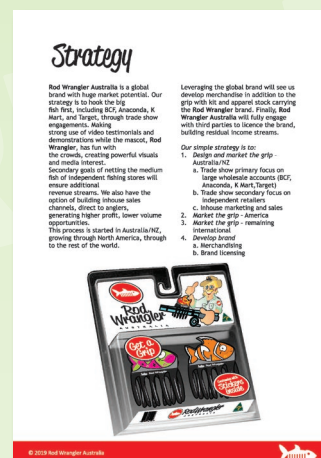 Strategy
Rod Wrangler Australia is a global
brand with huge market potential. Our
strategy is to hook the big
fish first, including BCF, Anaconda, K
Mart, and Target, through trade show
engagements. Making
strong use of video testimonials and
demonstrations while the mascot, Rod
Wrangler, has fun with
the crowds, creating powerful visuals
and media interest.
Secondary goals of netting the medium
fish of independent fishing stores will
ensure additional
revenue streams. We also have the
option of building inhouse sales
channels, direct to anglers,
generating higher profit, lower volume
opportunities.
This process is started in Australia/NZ,
growing through North America, through
to the rest of the world.
Leveraging the global brand will see us
develop merchandise in addition to the
grip with kit and apparel stock carrying
the Rod Wrangler brand. Finally, Rod
Wrangler Australia will fully engage
with third parties to licence the brand,
building residual income streams.
Our simple strategy is to:
1. Design and market the grip -
Australia/NZ
a. Trade show primary focus on
large wholesale accounts (BCF,
Anaconda, K Mart,Target)
b. Trade show secondary focus on
independent retailers
c. Inhouse marketing and sales
2. Market the grip - America
3. Market the grip - remaining
international
4. Develop brand
a. Merchandising
b. Brand licensing
Rod
Wrangler
AUSTRALIA
Get a
Grip
Stickers
Inside
Rod Wrangler
© 2019 Rod Wrangler Australia